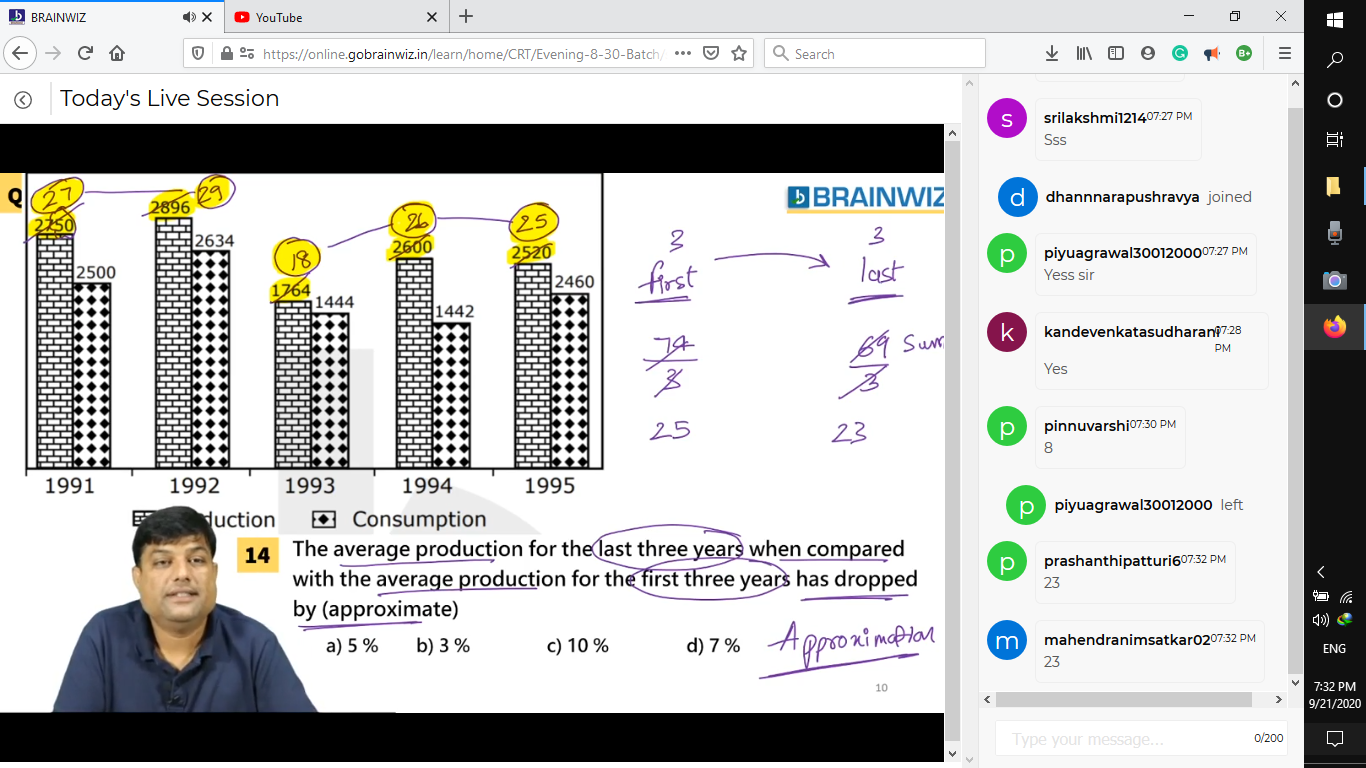 BRAINWIZ
YouTube
https://online.gobrainwiz.in/learn/home/CRT/Evening-8-30-Batch/
Search
Today's Live Session
Q
BRAINWIZ
27
29
18
26
25
2750
2896
1764
2600
2520
2500
2634
1444
1442
2460
1991 1992 1993 1994 1995
Consumption
3 3
first last
74 69 Sum
3 3
25 23
14 The average production for the last three years when compared
with the average production for the first three years has dropped
by (approximate)
a) 5 % b) 3 % c) 10 % d) 7 %
Approximation
10
s
srilakshmi1214 07:27 PM
Sss
d
dhannnarapushravya joined
p
piyuagrawal30012000 07:27 PM
Yess sir
k
kandevenkatasudharani 07:28 PM
Yes
p
pinnuvarshi 07:30 PM
8
p
piyuagrawal30012000 left
p
prashanthipatturi6 07:32 PM
23
m
mahendranimsatkar02 07:32 PM
23
Type your message...
0/200
ENG
7:32 PM
9/21/2020